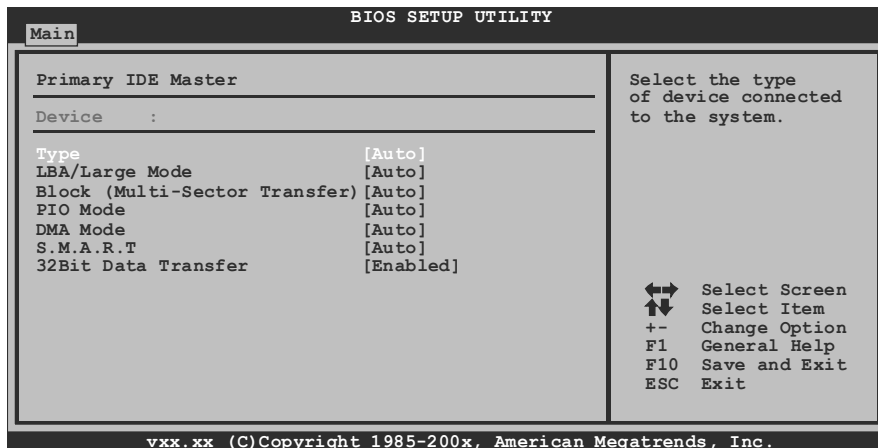 BIOS SETUP UTILITY
Main
Primary IDE Master
Device :
Type [Auto]
LBA/Large Mode [Auto]
Block (Multi-Sector Transfer) [Auto]
PIO Mode [Auto]
DMA Mode [Auto]
S.M.A.R.T [Auto]
32Bit Data Transfer [Enabled]
Select the type
of device connected
to the system.
Select Screen
Select Item
+- Change Option
F1 General Help
F10 Save and Exit
ESC Exit
vxx.xx (C)Copyright 1985-200x, American Megatrends, Inc.